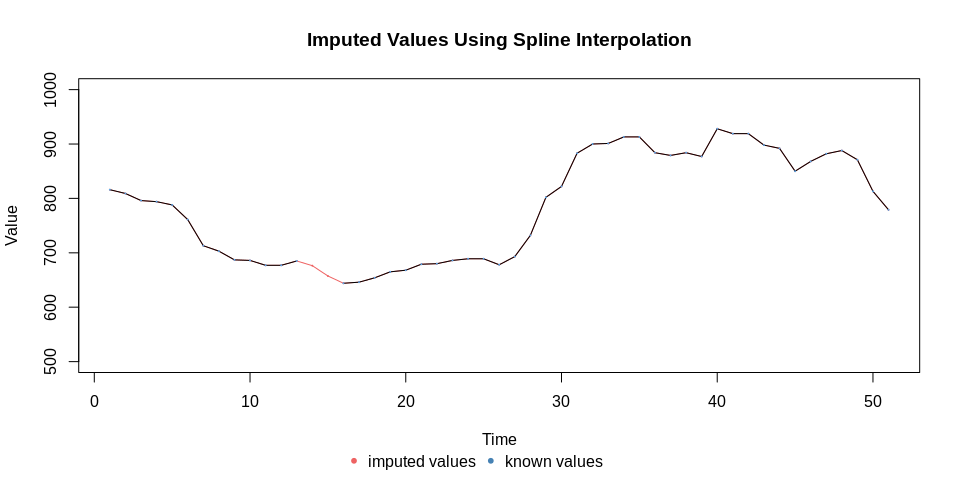 Imputed Values Using Spline Interpolation
1000
900
800
700
600
500
Value
0 10 20 30 40 50
Time
imputed values known values